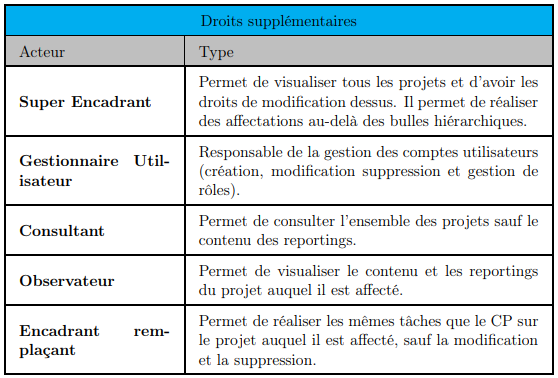 Droits supplémentaires
Acteur
Type
Super Encadrant
Permet de visualiser tous les projets et d'avoir les
droits de modification dessus. Il permet de réaliser
des affectations au-delà des bulles hiérarchiques.
Gestionnaire Util-
isateur
Responsable de la gestion des comptes utilisateurs
(création, modification suppression et gestion de
rôles).
Consultant
Permet de consulter l'ensemble des projets sauf le
contenu des reportings.
Observateur
Permet de visualiser le contenu et les reportings
du projet auquel il est affecté.
Encadrant rem-
plaçant
Permet de réaliser les mêmes tâches que le CP sur
le projet auquel il est affecté, sauf la modification
et la suppression.